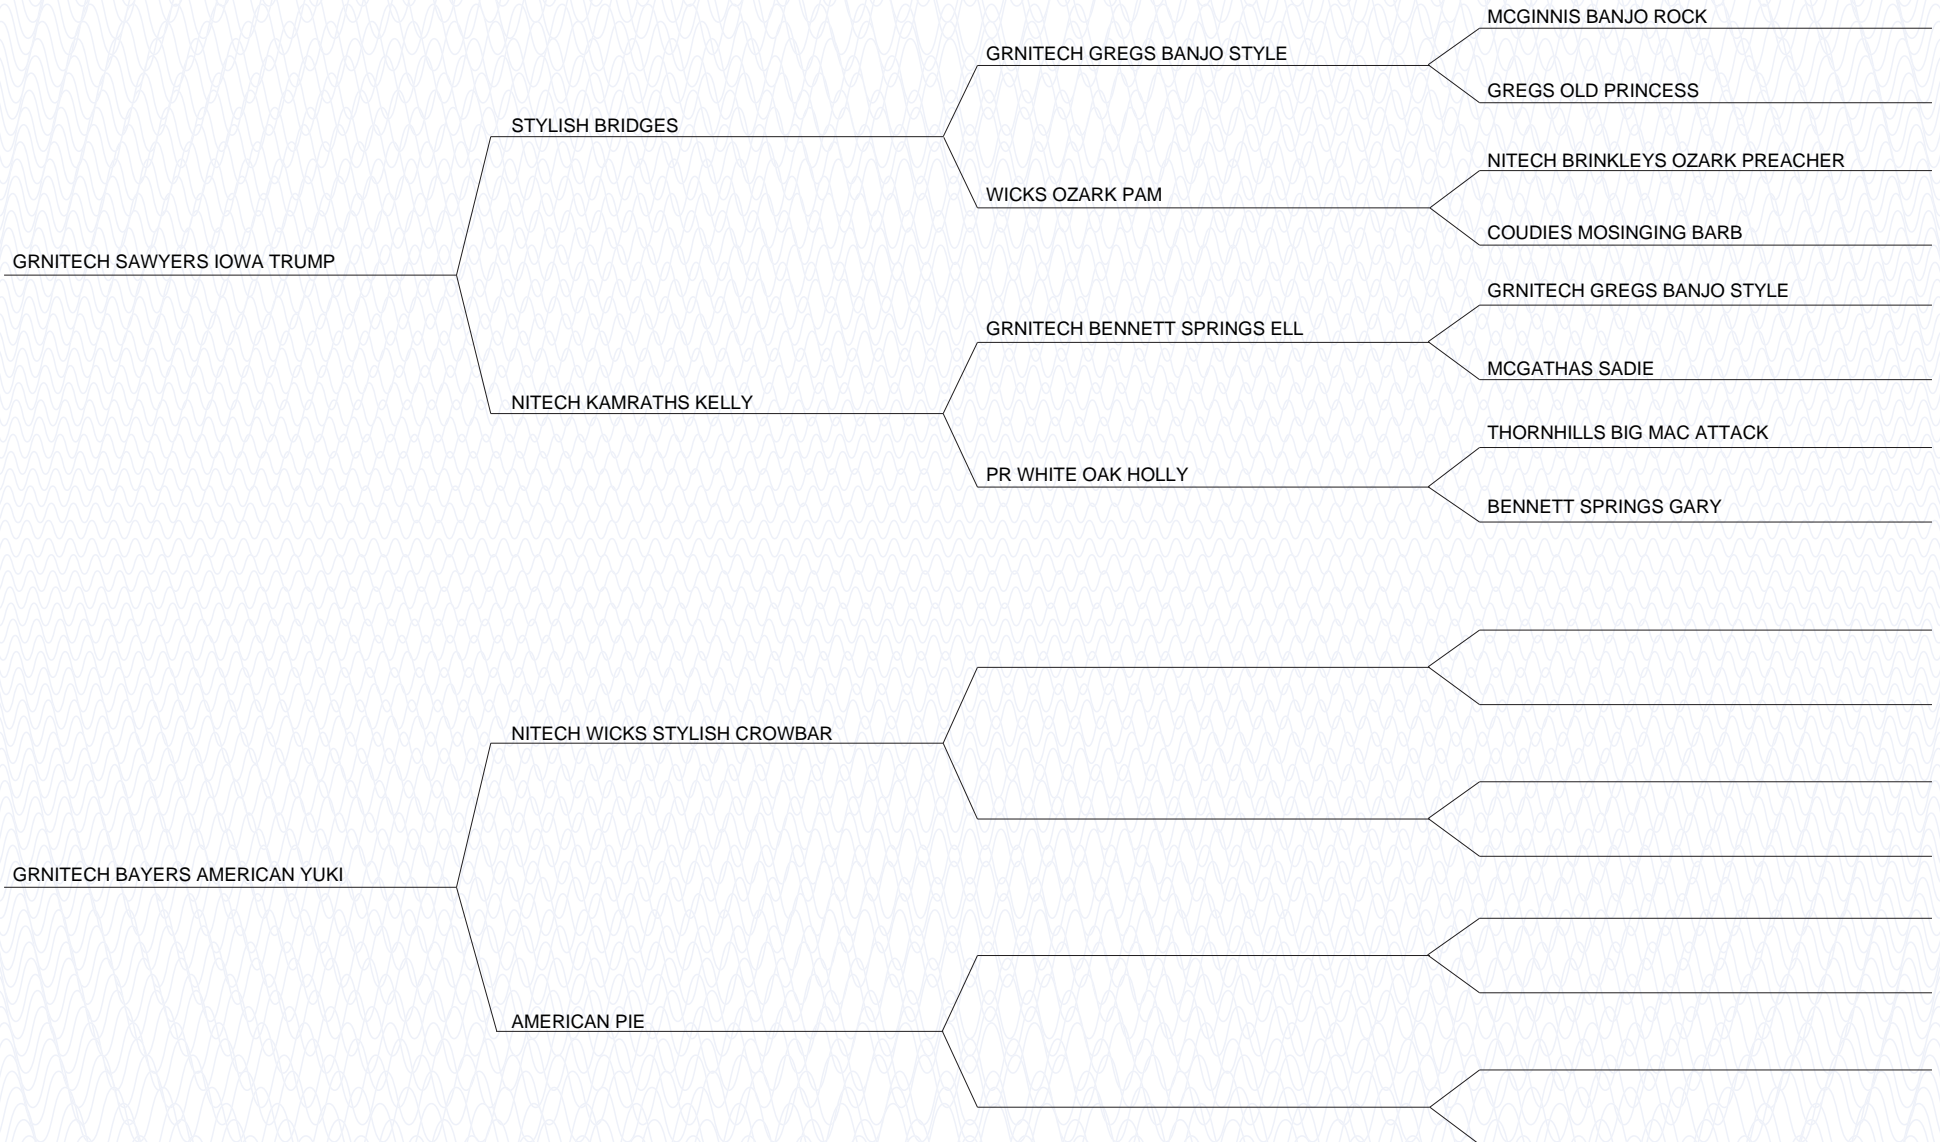 MCGINNIS BANJO ROCK
GRNITECH GREGS BANJO STYLE
GREGS OLD PRINCESS
STYLISH BRIDGES
NITECH BRINKLEYS OZARK PREACHER
WICKS OZARK PAM
COUDIES MOSINGING BARB
GRNITECH SAWYERS IOWA TRUMP
GRNITECH GREGS BANJO STYLE
GRNITECH BENNETT SPRINGS ELL
MCGATHAS SADIE
NITECH KAMRATHS KELLY
THORNHILLS BIG MAC ATTACK
PR WHITE OAK HOLLY
BENNETT SPRINGS GARY
NITECH WICKS STYLISH CROWBAR
GRNITECH BAYERS AMERICAN YUKI
AMERICAN PIE